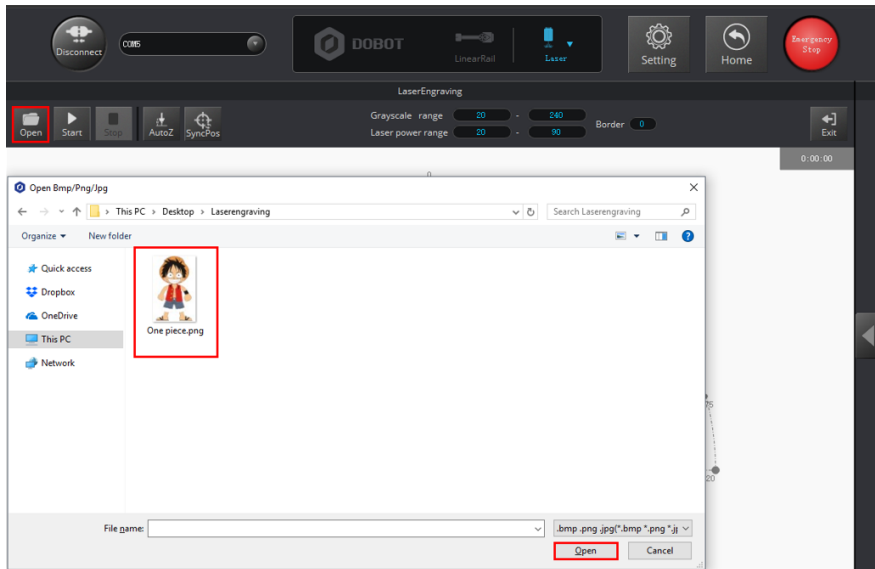 Disconnect
COM5
DOBOT
LinearRail
Laser
Setting
Home
Emergency
Stop
LaserEngraving
Open
Start
Stop
AutoZ
SyncPos
Grayscale range 20 - 240
Laser power range 20 - 90
Border 0
Exit
0:00:00
0
Open Bmp/Png/Jpg
This PC > Desktop > Laserengraving
Search Laserengraving
Organize
New folder
Quick access
Dropbox
OneDrive
This PC
Network
One piece.png
75
20
File name:
.bmp .png .jpg(*.bmp *.png *.jp
Open
Cancel